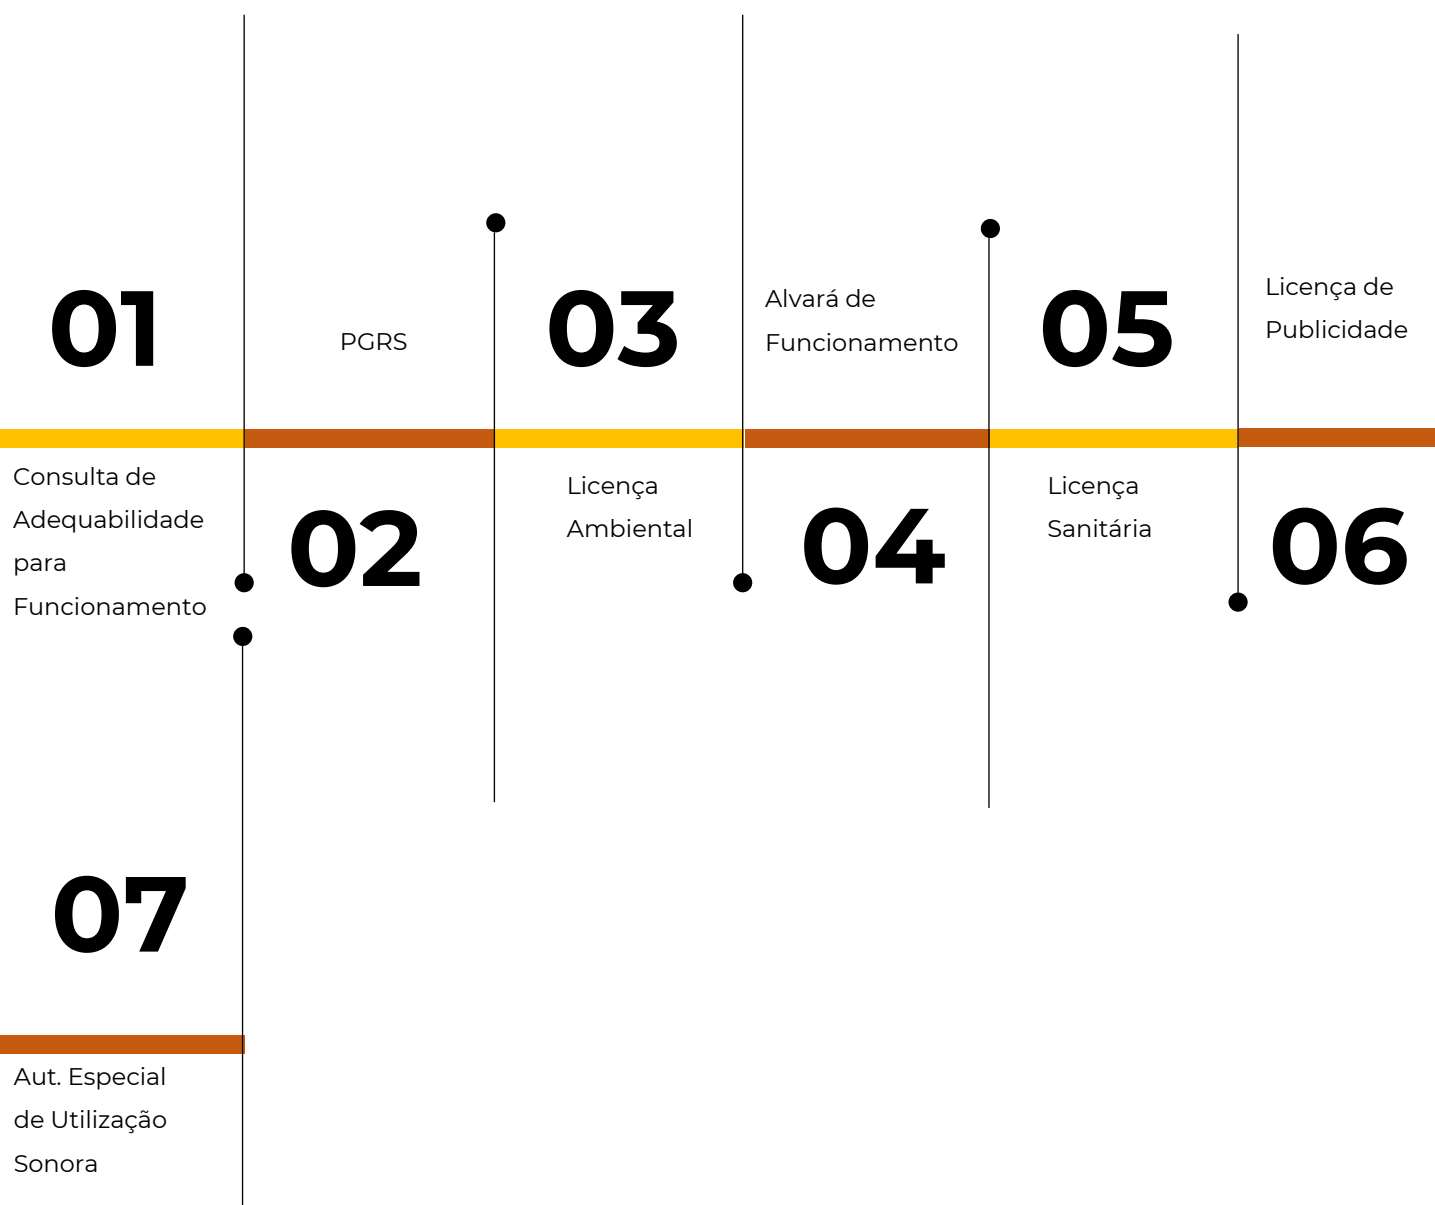 01
Consulta de
Adequabilidade
para
Funcionamento
PGRS
02
03
Licença
Ambiental
Alvará de
Funcionamento
04
05
Licença
Sanitária
Licença de
Publicidade
06
07
Aut. Especial
de Utilização
Sonora